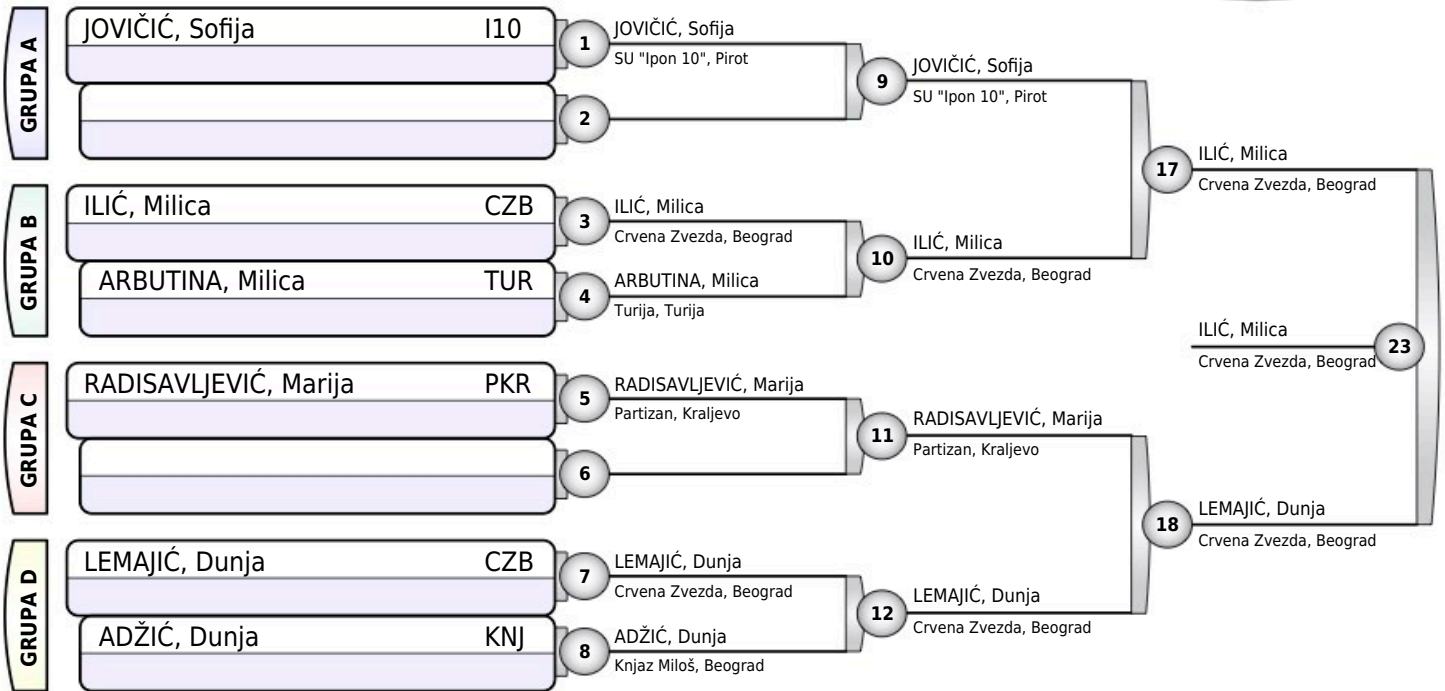 GRUPA A
JOVIČIĆ, Sofija I10
1
JOVIČIĆ, Sofija
SU "Ipon 10", Pirot
2
9
JOVIČIĆ, Sofija
SU "Ipon 10", Pirot
GRUPA B
ILIĆ, Milica CZB
3
ILIĆ, Milica
Crvena Zvezda, Beograd
ARBUTINA, Milica TUR
4
ARBUTINA, Milica
Turija, Turija
10
ILIĆ, Milica
Crvena Zvezda, Beograd
17
ILIĆ, Milica
Crvena Zvezda, Beograd
GRUPA C
RADISAVLJEVIĆ, Marija PKR
5
RADISAVLJEVIĆ, Marija
Partizan, Kraljevo
6
11
RADISAVLJEVIĆ, Marija
Partizan, Kraljevo
GRUPA D
LEMAJIĆ, Dunja CZB
7
LEMAJIĆ, Dunja
Crvena Zvezda, Beograd
ADŽIĆ, Dunja KNJ
8
ADŽIĆ, Dunja
Knjaz Miloš, Beograd
12
LEMAJIĆ, Dunja
Crvena Zvezda, Beograd
18
LEMAJIĆ, Dunja
Crvena Zvezda, Beograd
ILIĆ, Milica
Crvena Zvezda, Beograd
23